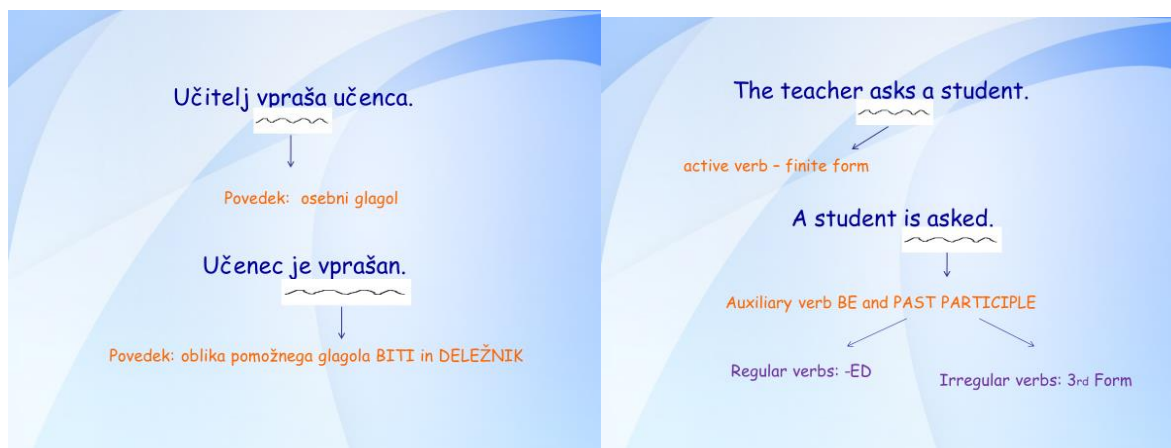 Učitelj vpraša učenca.
Povedek: osebni glagol
Učenec je vprašan.
Povedek: oblika pomožnega glagola BITI in DELEŽNIK
The teacher asks a student.
active verb – finite form
A student is asked.
Auxiliary verb BE and PAST PARTICIPLE
Regular verbs: -ED
Irregular verbs: 3rd Form